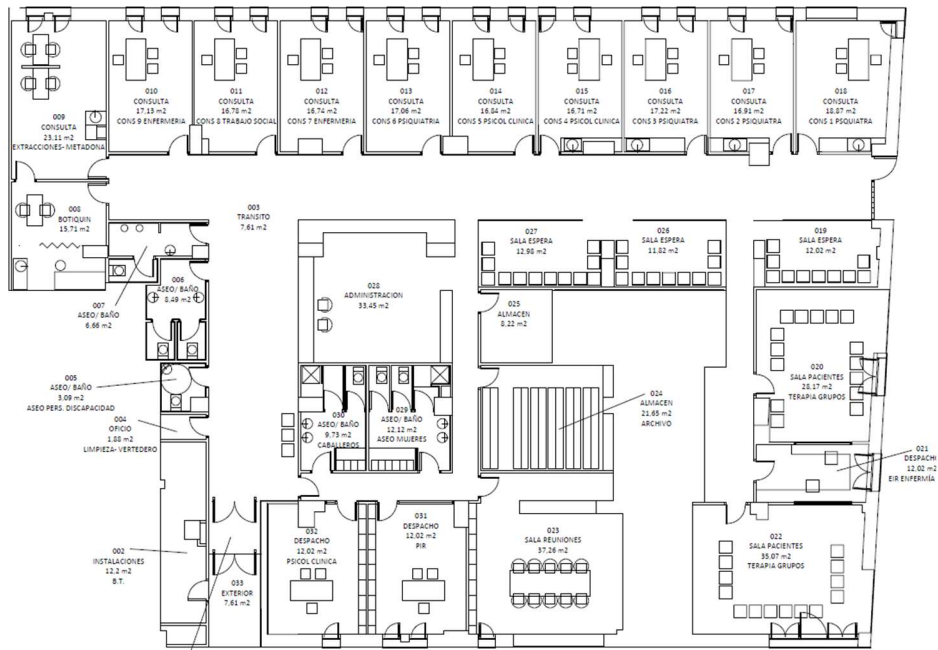 009
CONSULTA
23,11 m2
EXTRACCIONES- METADONA
010
CONSULTA
17,13 m2
CONS 9 ENFERMERIA
011
CONSULTA
16,78 m2
CONS 8 TRABAJO SOCIAL
012
CONSULTA
16,74 m2
CONS 7 ENFERMERIA
013
CONSULTA
17,06 m2
CONS 6 PSIQUIATRIA
014
CONSULTA
16,84 m2
CONS 5 PSICOL CLINICA
015
CONSULTA
16,71 m2
CONS 4 PSICOL CLINICA
016
CONSULTA
17,22 m2
CONS 3 PSIQUIATRA
017
CONSULTA
16,91 m2
CONS 2 PSIQUIATRA
018
CONSULTA
18,87 m2
CONS 1 PSIQUIATRA
008
BOTIQUIN
15,71 m2
003
TRANSITO
7,61 m2
027
SALA ESPERA
12,98 m2
026
SALA ESPERA
11,82 m2
019
SALA ESPERA
12,02 m2
007
ASEO/ BAÑO
6,66 m2
006
ASEO/ BAÑO
8,49 m2
028
ADMINISTRACION
33,45 m2
025
ALMACEN
8,22 m2
005
ASEO/ BAÑO
3,09 m2
ASEO PERS. DISCAPACIDAD
004
OFICIO
1,88 m2
LIMPIEZA- VERTEDERO
030
ASEO/ BAÑO
9,73 m2
CABALLEROS
029
ASEO/ BAÑO
12,12 m2
ASEO MUJERES
024
ALMACEN
21,65 m2
ARCHIVO
020
SALA PACIENTES
28,17 m2
TERAPIA GRUPOS
021
DESPACHO
12,02 m2
EIR ENFERMÍA
002
INSTALACIONES
12,2 m2
B.T.
033
EXTERIOR
7,61 m2
032
DESPACHO
12,02 m2
PSICOL CLINICA
031
DESPACHO
12,02 m2
PIR
023
SALA REUNIONES
37,26 m2
022
SALA PACIENTES
35,07 m2
TERAPIA GRUPOS